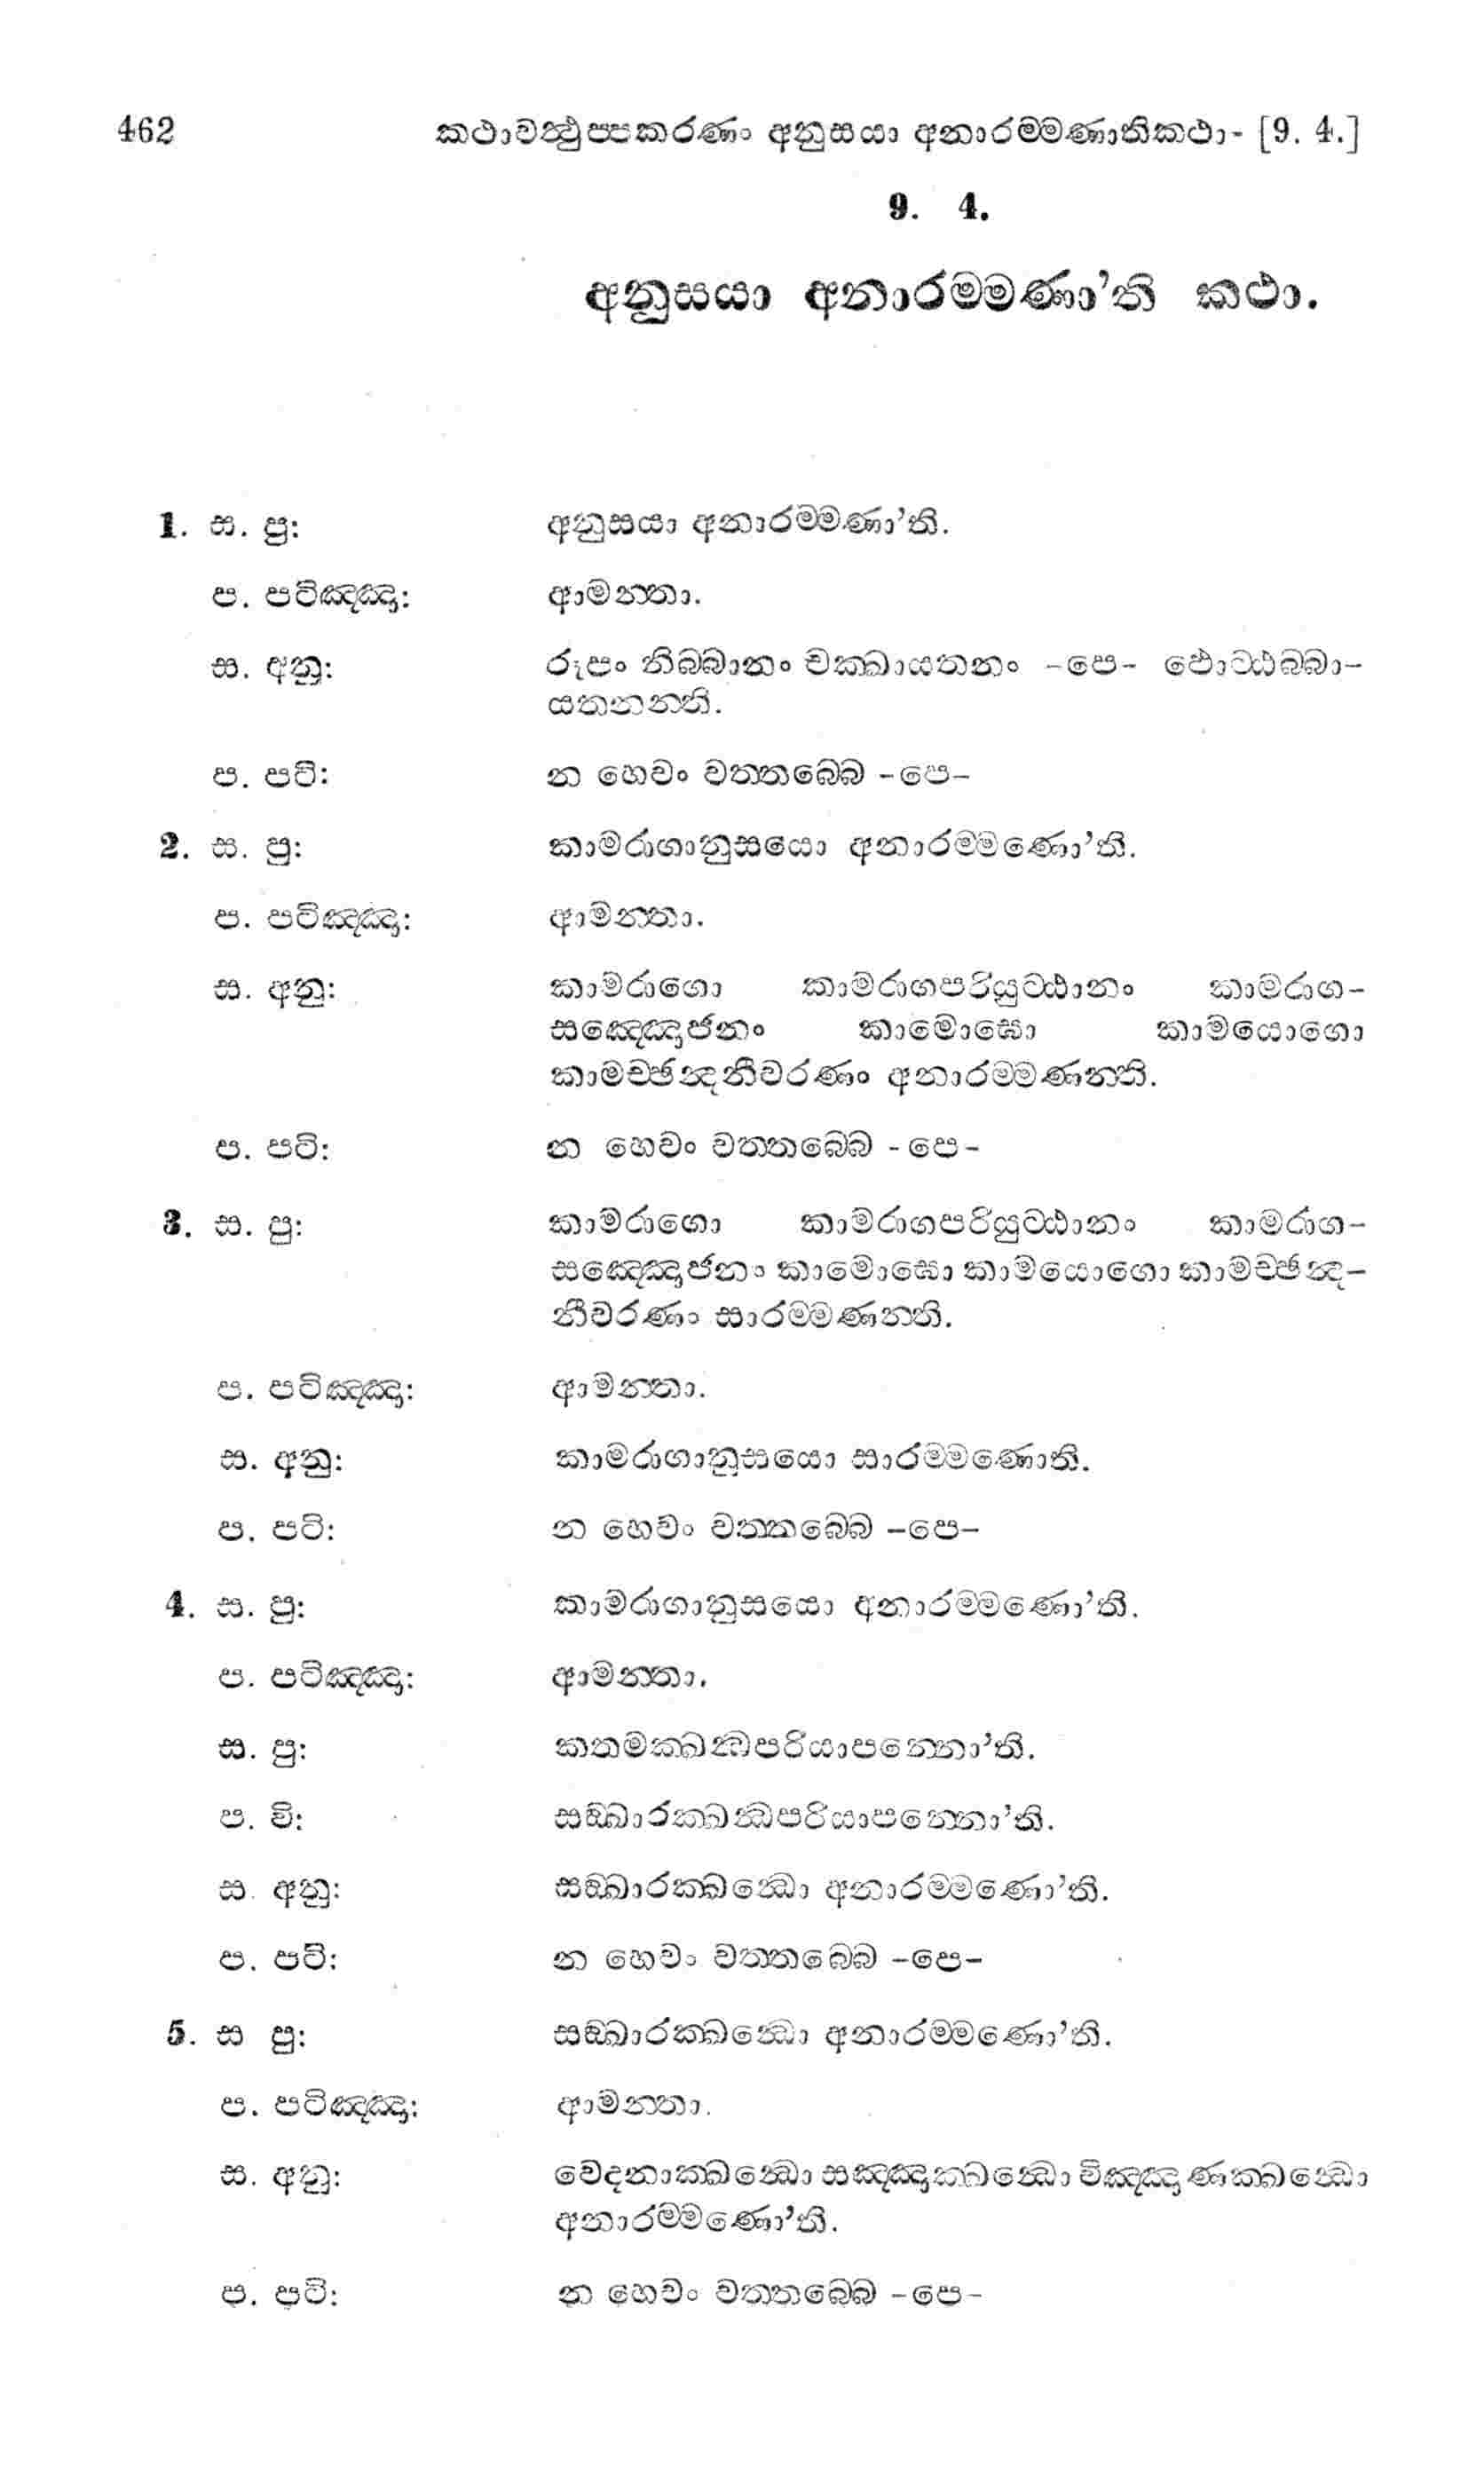 462 කථාවත්‍ථුප්පකරණං අනුසයා අනාරම්මණාතිකථා- [9. 4.]
9. 4.
අනුසයා අනාරම්මණා’ති කථා.
1. ස. පු: අනුසයා අනාරම්මණා’ති.
ප. පටිඤ්ඤා: ආමන්තා.
ස. අනු: රූපං නිබ්බානං චක්ඛායතනං -පෙ- ඵොට්ඨබ්බා-
යතනන්ති.
ප. පටි: න හෙවං වත්තබ්බෙ -පෙ-
2. ස. පු: කාමරාගානුසයො අනාරම්මණො’ති.
ප. පටිඤ්ඤා: ආමන්තා.
ස. අනු: කාමරාගො කාමරාගපරියුට්ඨානං කාමරාග-
සඤ්ඤොජනං කාමොඝො කාමයොගො
කාමච්ඡන්දනීවරණං අනාරම්මණන්ති.
ප. පටි: න හෙවං වත්තබ්බෙ -පෙ-
3. ස. පු: කාමරාගො කාමරාගපරියුට්ඨානං කාමරාග-
සඤ්ඤොජනං කාමොඝො කාමයොගො කාමච්ඡන්ද-
නීවරණං සාරම්මණන්ති.
ප. පටිඤ්ඤා: ආමන්තා.
ස. අනු: කාමරාගානුසයො සාරම්මණොති.
ප. පටි: න හෙවං වත්තබ්බෙ -පෙ-
4. ස. පු: කාමරාගානුසයො අනාරම්මණො’ති.
ප. පටිඤ්ඤා: ආමන්තා.
ස. පු: කතමක්ඛන්ධපරියාපන්නො’ති.
ප. වි: සඞ්ඛාරක්ඛන්ධපරියාපන්නො’ති.
ස. අනු: සඞ්ඛාරක්ඛන්ධො අනාරම්මණො’ති.
ප. පටි: න හෙවං වත්තබ්බෙ -පෙ-
5. ස පු: සඞ්ඛාරක්ඛන්ධො අනාරම්මණො’ති.
ප. පටිඤ්ඤා: ආමන්තා.
ස. අනු: වෙදනාක්ඛන්ධො සඤ්ඤාක්ඛන්ධො විඤ්ඤාණක්ඛන්ධො
අනාරම්මණො’ති.
ප. පටි: න හෙවං වත්තබ්බෙ -පෙ-